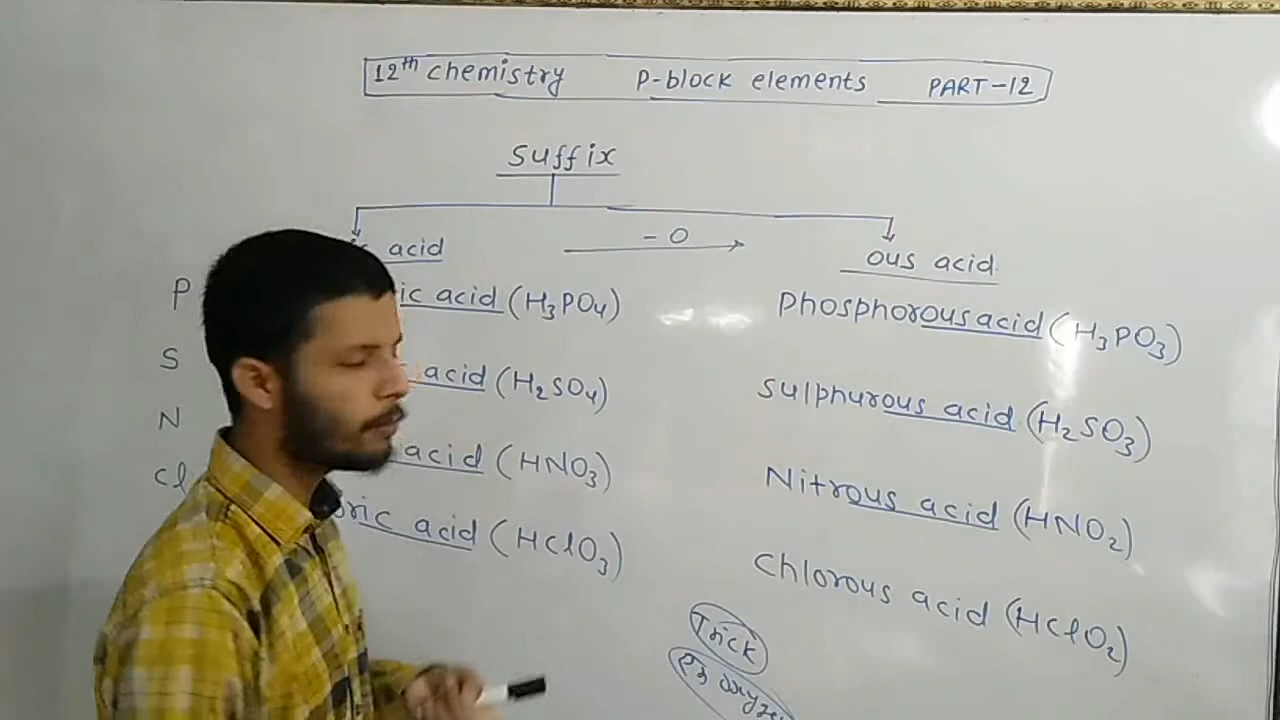 12th chemistry P-block elements PART-12
Suffix
acid - O ous acid
P ic acid (H3PO4) Phosphorous acid (H3PO3)
S acid (H2SO4) Sulphurous acid (H2SO3)
N acid (HNO3) Nitrous acid (HNO2)
Cl ric acid (HClO3) Chlorous acid (HClO2)
Trick